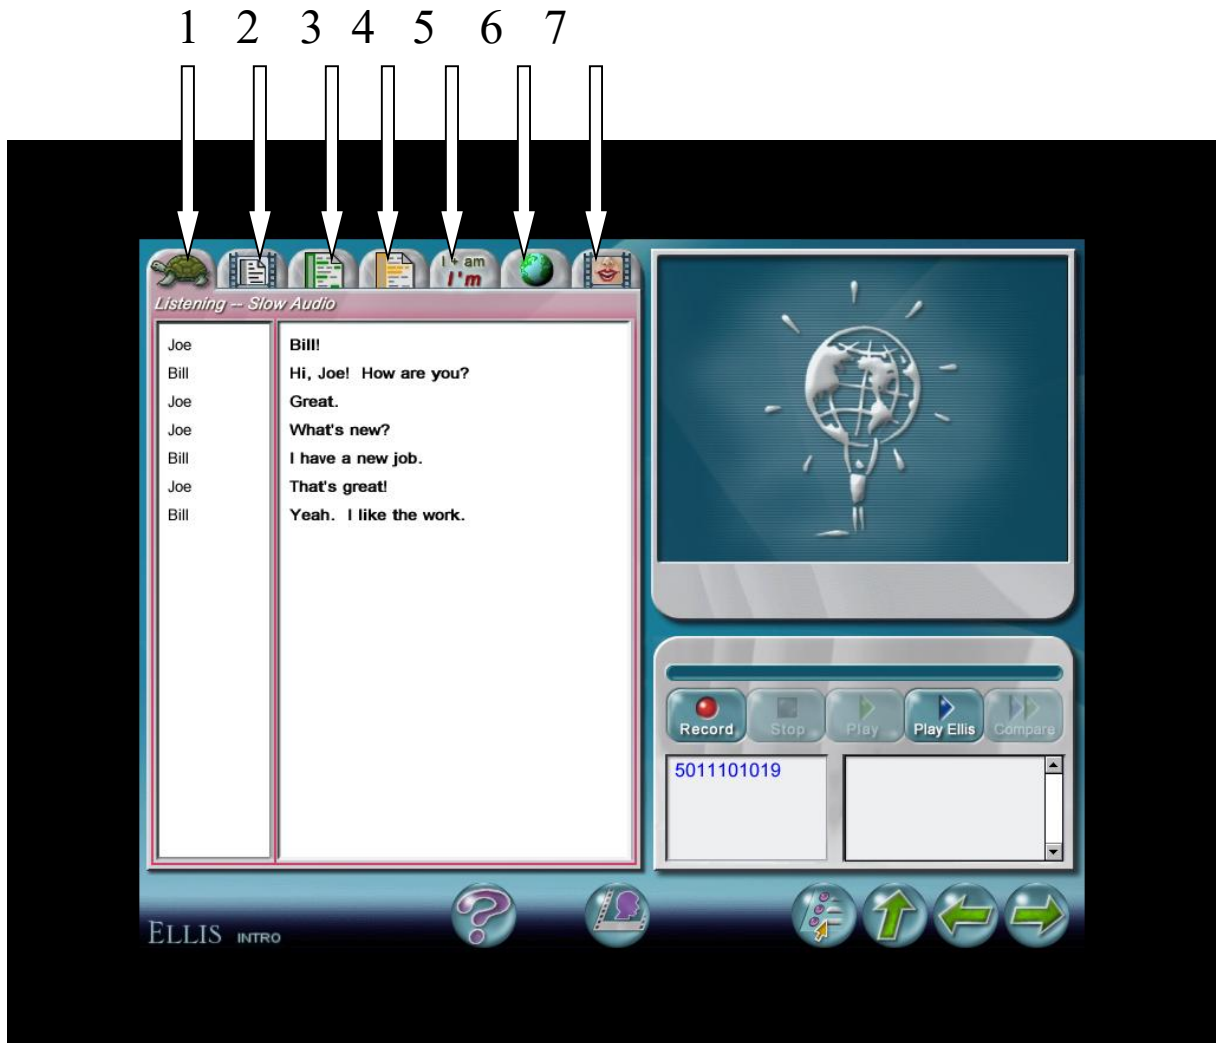 1 2 3 4 5 6 7
I + am
I'm
Listening -- Slow Audio
Joe Bill!
Bill Hi, Joe! How are you?
Joe Great.
Joe What's new?
Bill I have a new job.
Joe That's great!
Bill Yeah. I like the work.
Record Stop Play Play Ellis Compare
5011101019
?
ELLIS INTRO